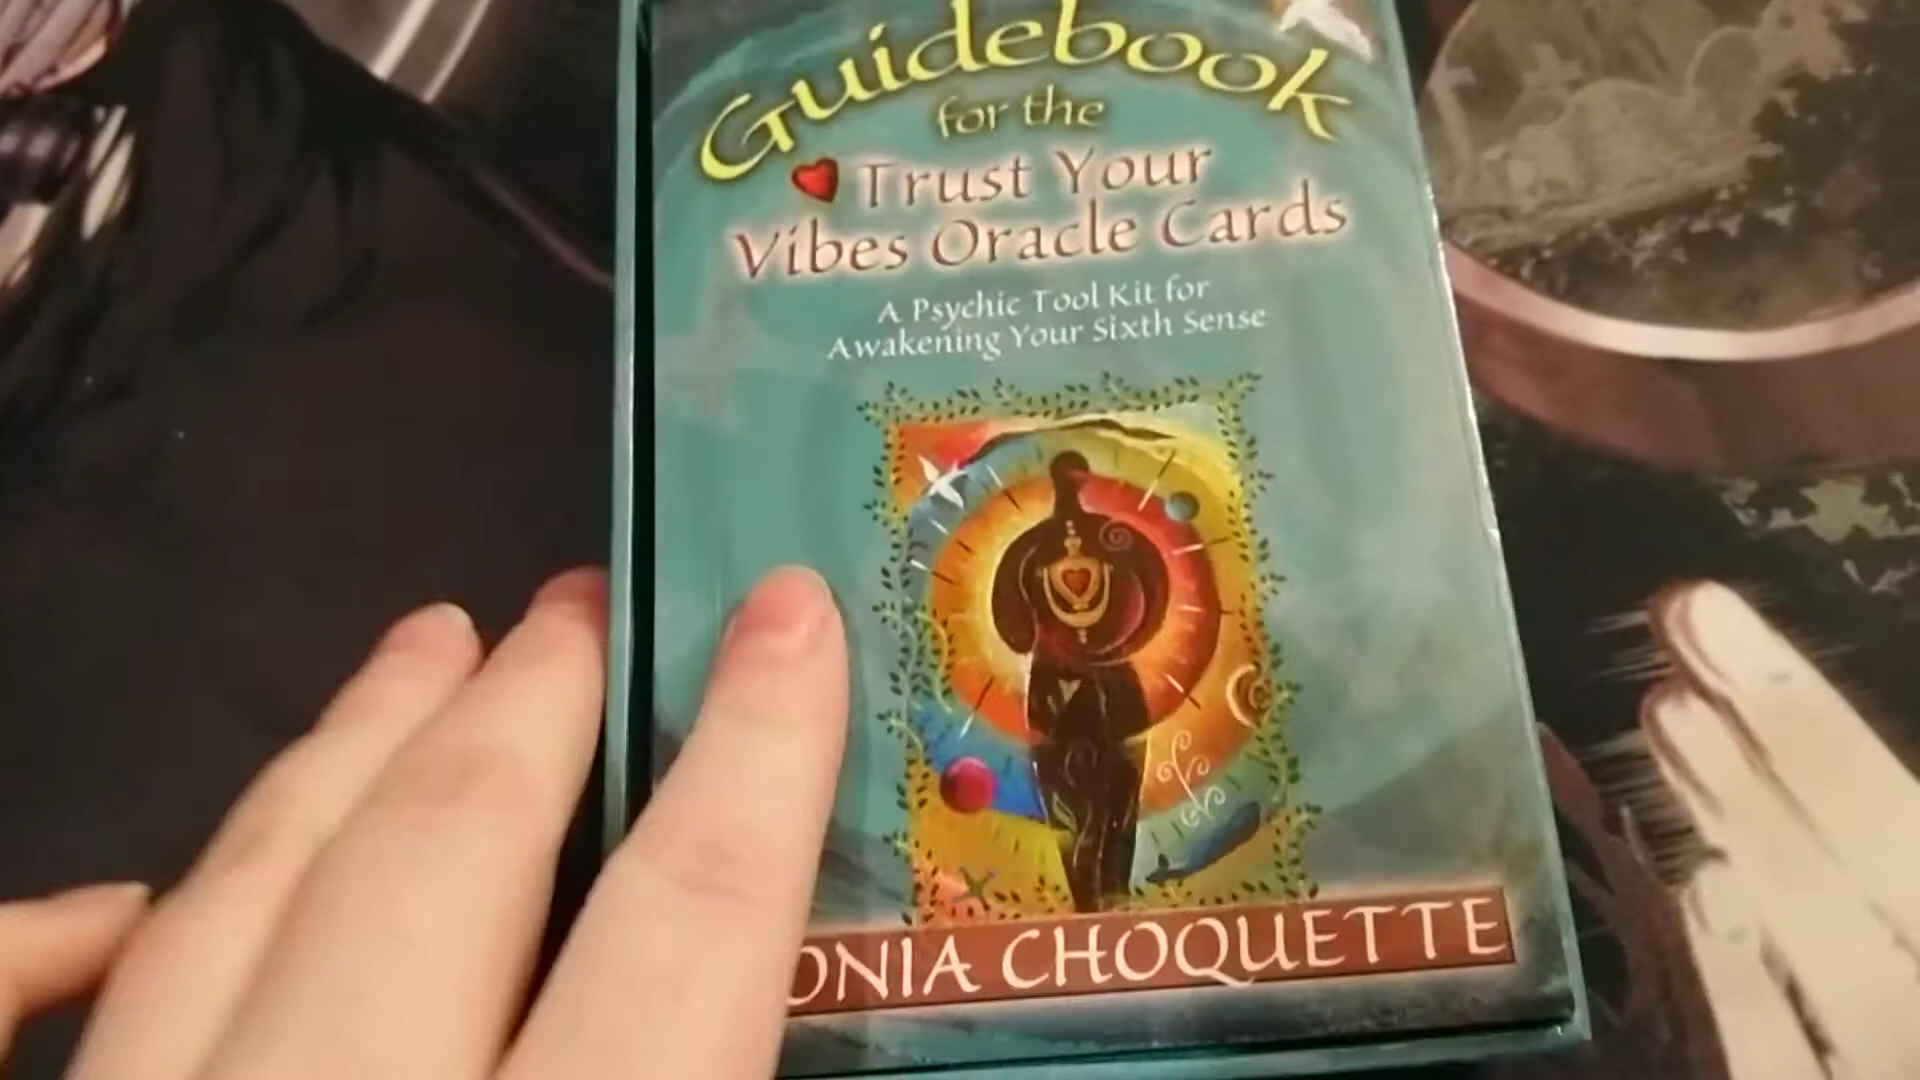 Guidebook
for the
Trust Your
Vibes Oracle Cards
A Psychic Tool Kit for
Awakening Your Sixth Sense
ONIA CHOQUETTE